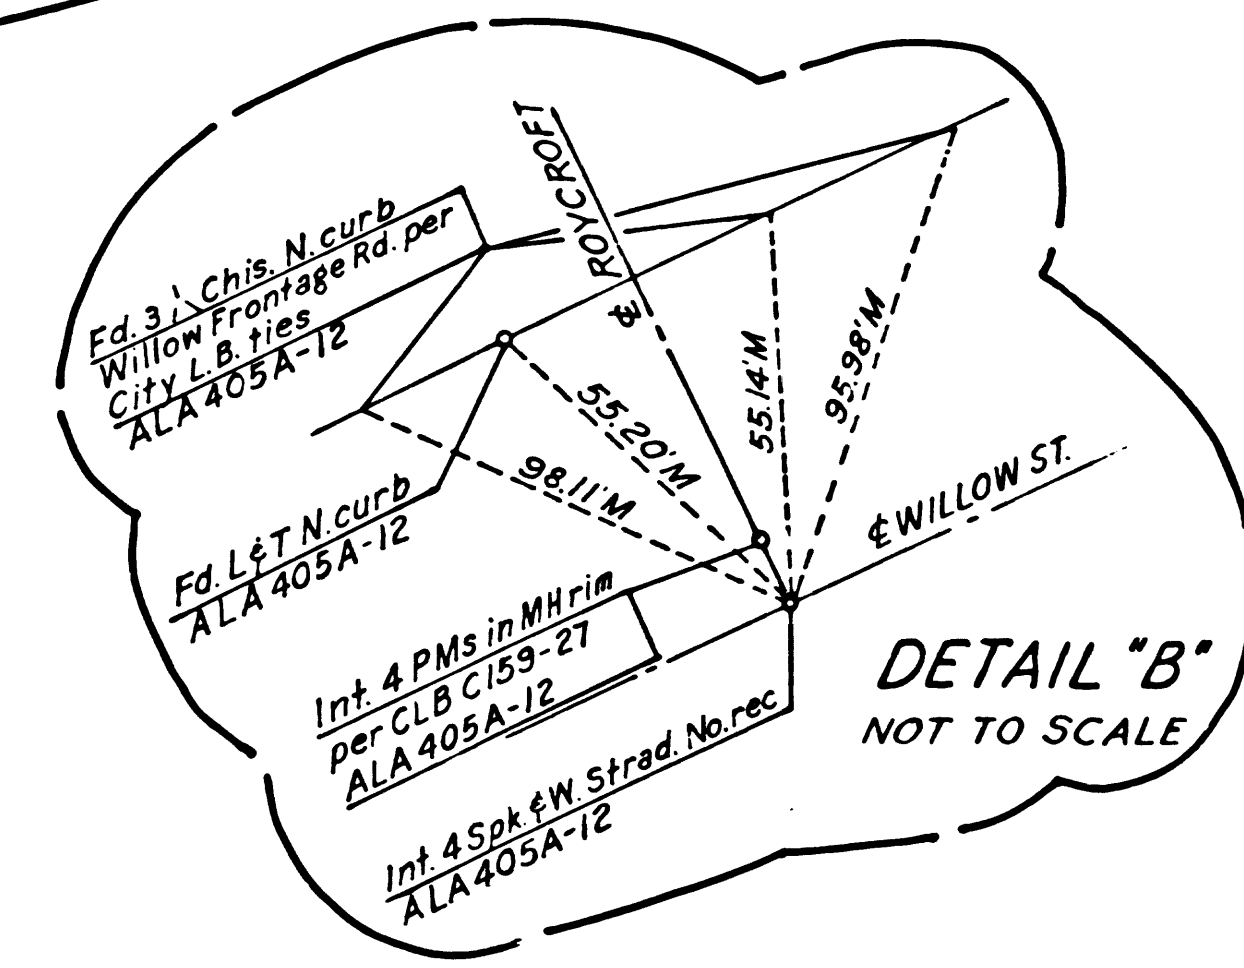 ℄ ROYCROFT
Fd. 3 Chis. N. curb
Willow Frontage Rd. per
City L.B. ties
ALA 405A-12
55.14'M
95.98'M
55.20'M
98.11'M
℄ WILLOW ST.
Fd. L&T N. curb
ALA 405A-12
Int. 4 PMs in MH rim
per CLB C159-27
ALA 405A-12
Int. 4 Spk. & W. Strad. No. rec
ALA 405A-12
DETAIL "B"
NOT TO SCALE